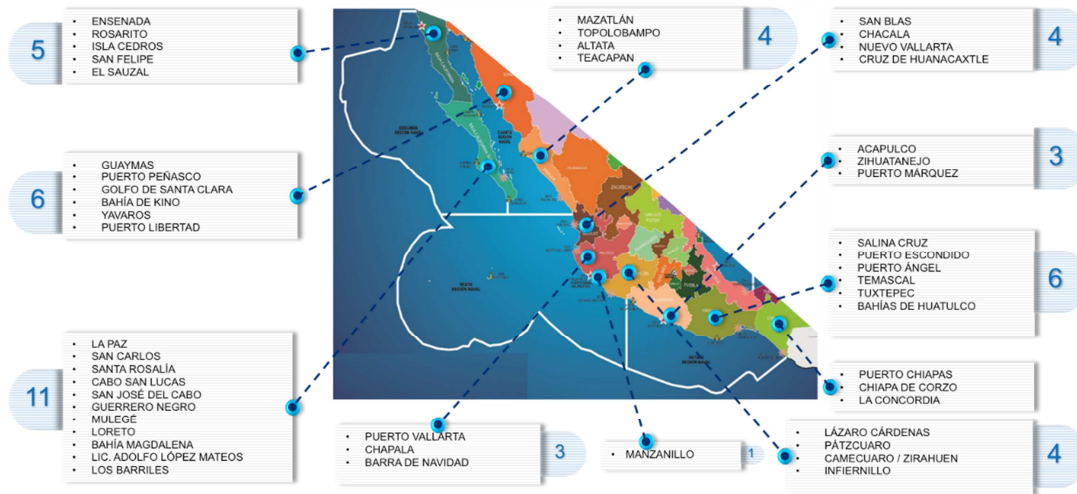 5
• ENSENADA
• ROSARITO
• ISLA CEDROS
• SAN FELIPE
• EL SAUZAL
• MAZATLÁN
• TOPOLOBAMPO
• ALTATA
• TEACAPAN
4
• SAN BLAS
• CHACALA
• NUEVO VALLARTA
• CRUZ DE HUANACAXTLE
4
6
• GUAYMAS
• PUERTO PEÑASCO
• GOLFO DE SANTA CLARA
• BAHÍA DE KINO
• YAVAROS
• PUERTO LIBERTAD
• ACAPULCO
• ZIHUATANEJO
• PUERTO MÁRQUEZ
3
• SALINA CRUZ
• PUERTO ESCONDIDO
• PUERTO ÁNGEL
• TEMASCAL
• TUXTEPEC
• BAHÍAS DE HUATULCO
6
11
• LA PAZ
• SAN CARLOS
• SANTA ROSALÍA
• CABO SAN LUCAS
• SAN JOSÉ DEL CABO
• GUERRERO NEGRO
• MULEGÉ
• LORETO
• BAHÍA MAGDALENA
• LIC. ADOLFO LÓPEZ MATEOS
• LOS BARRILES
• PUERTO CHIAPAS
• CHIAPA DE CORZO
• LA CONCORDIA
• PUERTO VALLARTA
• CHAPALA
• BARRA DE NAVIDAD
3
• MANZANILLO
1
• LÁZARO CÁRDENAS
• PÁTZCUARO
• CAMECUARO / ZIRAHUEN
• INFIERNILLO
4